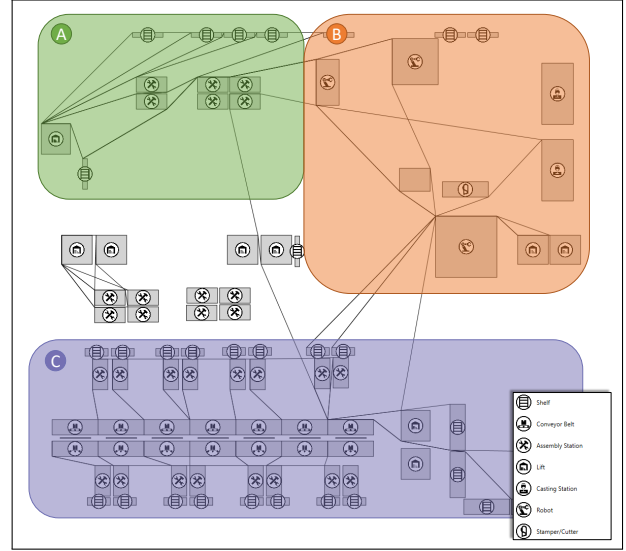 A
B
C
Shelf
Conveyor Belt
Assembly Station
Lift
Casting Station
Robot
Stamper/Cutter